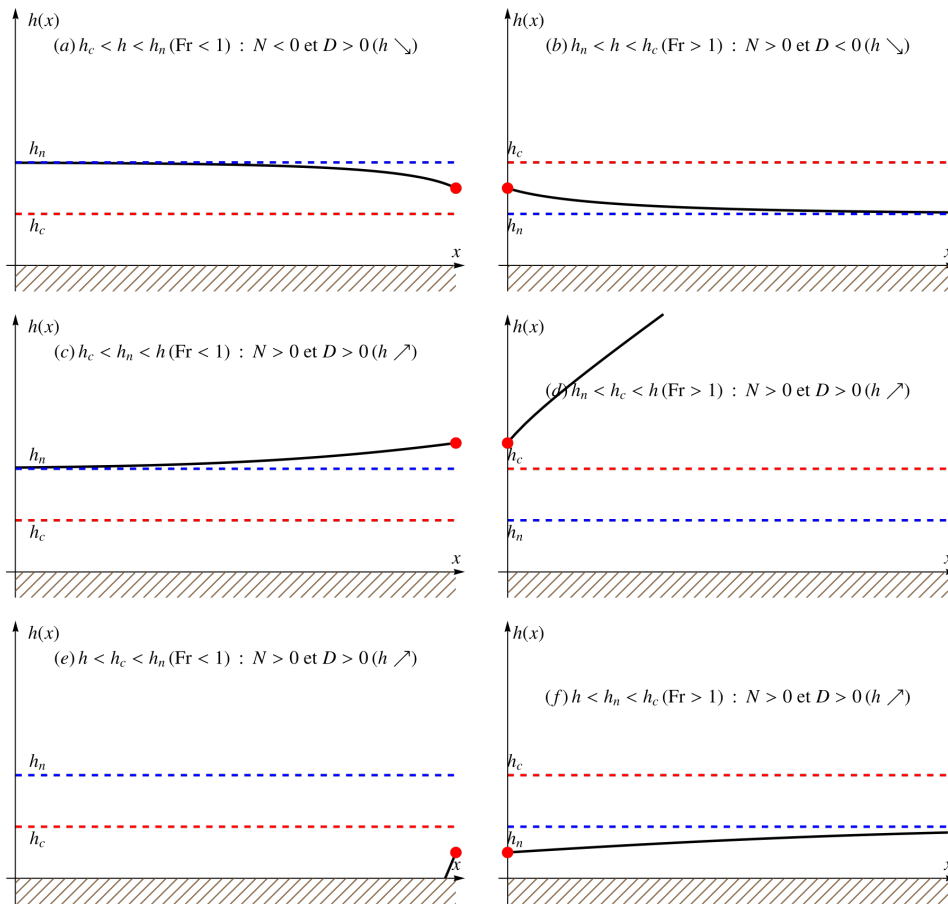 h(x)
(a) h_c < h < h_n (Fr < 1) : N < 0 et D > 0 (h ↘)
h_n
h_c
x
h(x)
(b) h_n < h < h_c (Fr > 1) : N > 0 et D < 0 (h ↘)
h_c
h_n
x
h(x)
(c) h_c < h_n < h (Fr < 1) : N > 0 et D > 0 (h ↗)
h_n
h_c
x
h(x)
(d) h_n < h_c < h (Fr > 1) : N > 0 et D > 0 (h ↗)
h_c
h_n
x
h(x)
(e) h < h_c < h_n (Fr < 1) : N > 0 et D > 0 (h ↗)
h_n
h_c
x
h(x)
(f) h < h_n < h_c (Fr > 1) : N > 0 et D > 0 (h ↗)
h_c
h_n
x